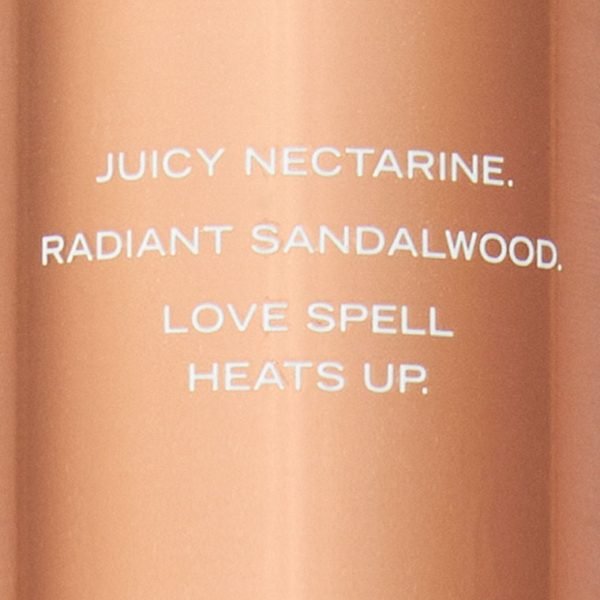 JUICY NECTARINE.
RADIANT SANDALWOOD.
LOVE SPELL
HEATS UP.